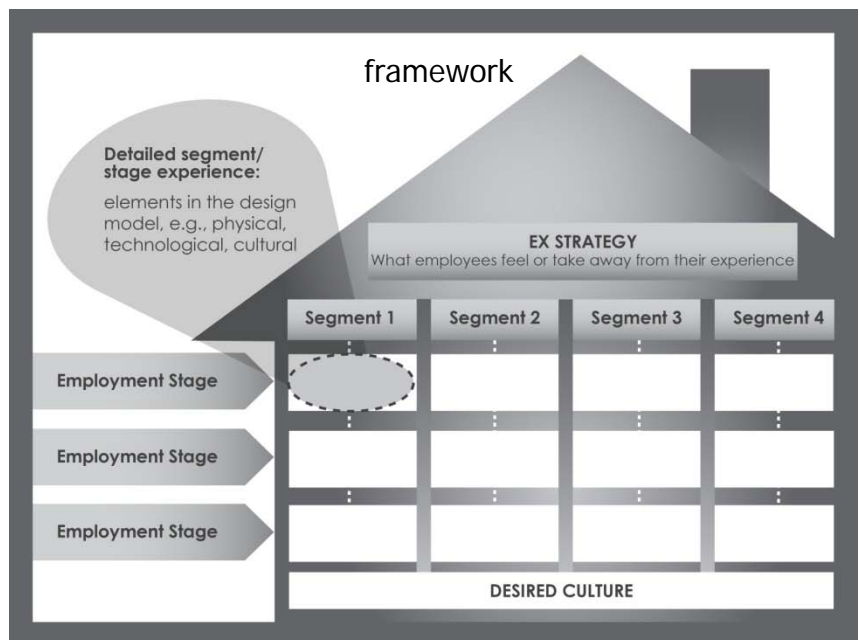 framework
Detailed segment/
stage experience:
elements in the design
model, e.g., physical,
technological, cultural
EX STRATEGY
What employees feel or take away from their experience
Segment 1
Segment 2
Segment 3
Segment 4
Employment Stage
Employment Stage
Employment Stage
DESIRED CULTURE